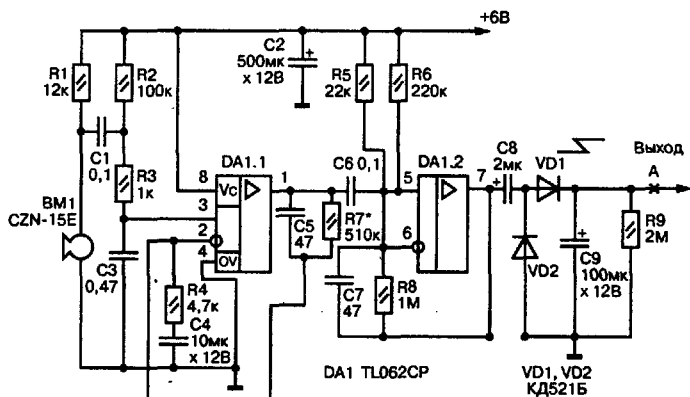 +6В
R1
12к
R2
100к
C2
500мк
х 12В
+
R5
22к
R6
220к
C1
0,1
R3
1к
DA1.1
8
Vc
1
C6 0,1
5
DA1.2
7
C8
2мк
+
VD1
Выход
А
BM1
CZN-15E
3
2
4
OV
C5
47
R7*
510к
6
R9
2М
C3
0,47
R4
4,7к
C4
10мк
х 12В
C7
47
R8
1М
VD2
+
C9
100мк
х 12В
DA1 TL062CP
VD1, VD2
КД521Б